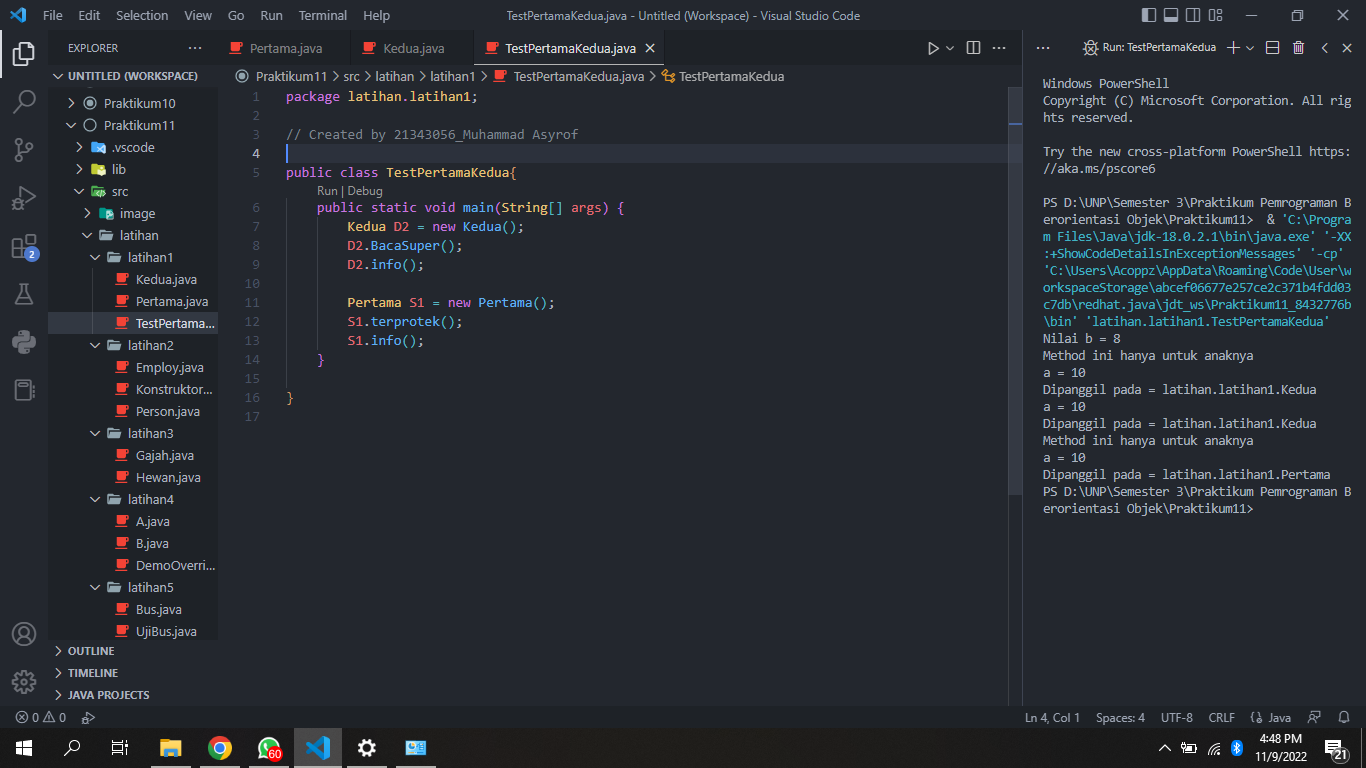 File Edit Selection View Go Run Terminal Help
TestPertamaKedua.java - Untitled (Workspace) - Visual Studio Code
EXPLORER
UNTITLED (WORKSPACE)
Praktikum10
Praktikum11
.vscode
lib
src
image
latihan
latihan1
Kedua.java
Pertama.java
TestPertama...
latihan2
Employ.java
Konstruktor...
Person.java
latihan3
Gajah.java
Hewan.java
latihan4
A.java
B.java
DemoOverri...
latihan5
Bus.java
UjiBus.java
OUTLINE
TIMELINE
JAVA PROJECTS
2
Pertama.java
Kedua.java
TestPertamaKedua.java
Praktikum11 > src > latihan > latihan1 > TestPertamaKedua.java > TestPertamaKedua
1 package latihan.latihan1;
2
3 // Created by 21343056_Muhammad Asyrof
4
5 public class TestPertamaKedua{
Run | Debug
6 public static void main(String[] args) {
7 Kedua D2 = new Kedua();
8 D2.BacaSuper();
9 D2.info();
10
11 Pertama S1 = new Pertama();
12 S1.terprotek();
13 S1.info();
14 }
15
16 }
17
Run: TestPertamaKedua
Windows PowerShell
Copyright (C) Microsoft Corporation. All rig
hts reserved.
Try the new cross-platform PowerShell https:
//aka.ms/pscore6
PS D:\UNP\Semester 3\Praktikum Pemrograman B
erorientasi Objek\Praktikum11>  & 'C:\Progra
m Files\Java\jdk-18.0.2.1\bin\java.exe' '-XX
:+ShowCodeDetailsInExceptionMessages' '-cp'
'C:\Users\Acoppz\AppData\Roaming\Code\User\w
orkspaceStorage\abcef06677e257ce2c371b4fdd03
c7db\redhat.java\jdt_ws\Praktikum11_8432776b
\bin' 'latihan.latihan1.TestPertamaKedua'
Nilai b = 8
Method ini hanya untuk anaknya
a = 10
Dipanggil pada = latihan.latihan1.Kedua
a = 10
Dipanggil pada = latihan.latihan1.Kedua
Method ini hanya untuk anaknya
a = 10
Dipanggil pada = latihan.latihan1.Pertama
PS D:\UNP\Semester 3\Praktikum Pemrograman B
erorientasi Objek\Praktikum11>
0 0
Ln 4, Col 1 Spaces: 4 UTF-8 CRLF Java
60
4:48 PM
11/9/2022
21